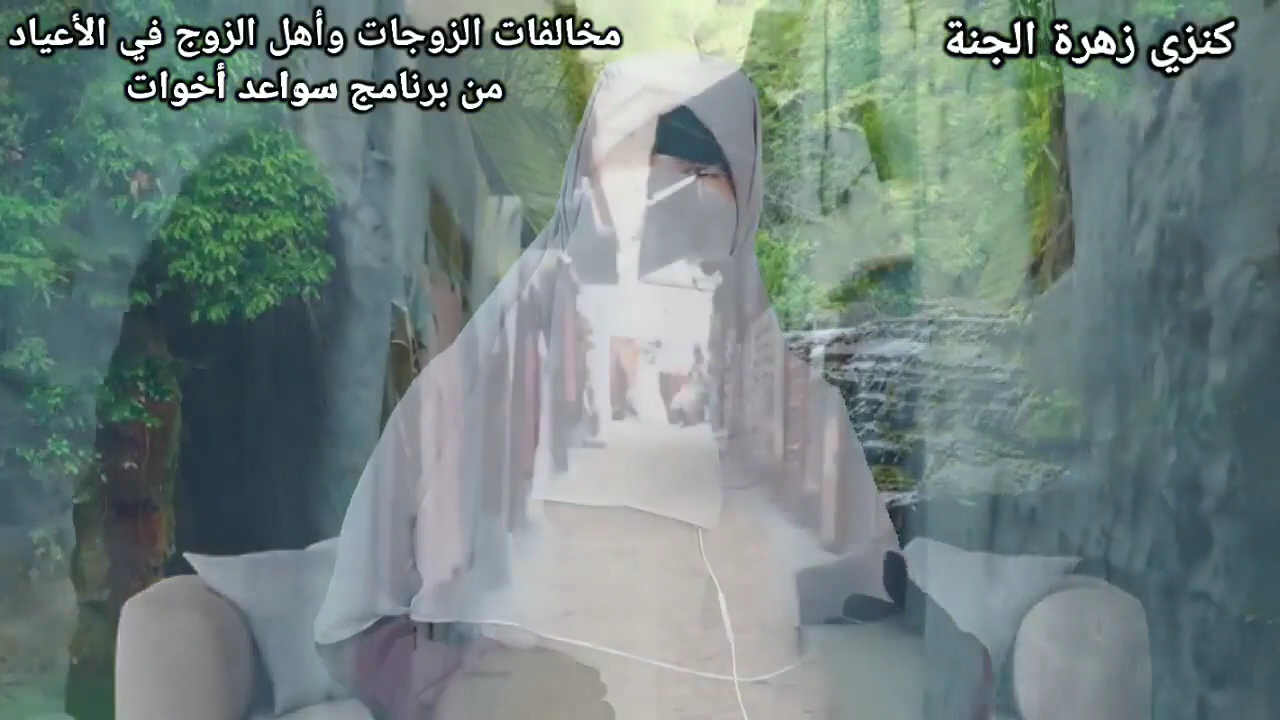 كنزي زهرة الجنة
مخالفات الزوجات وأهل الزوج في الأعياد
من برنامج سواعد أخوات